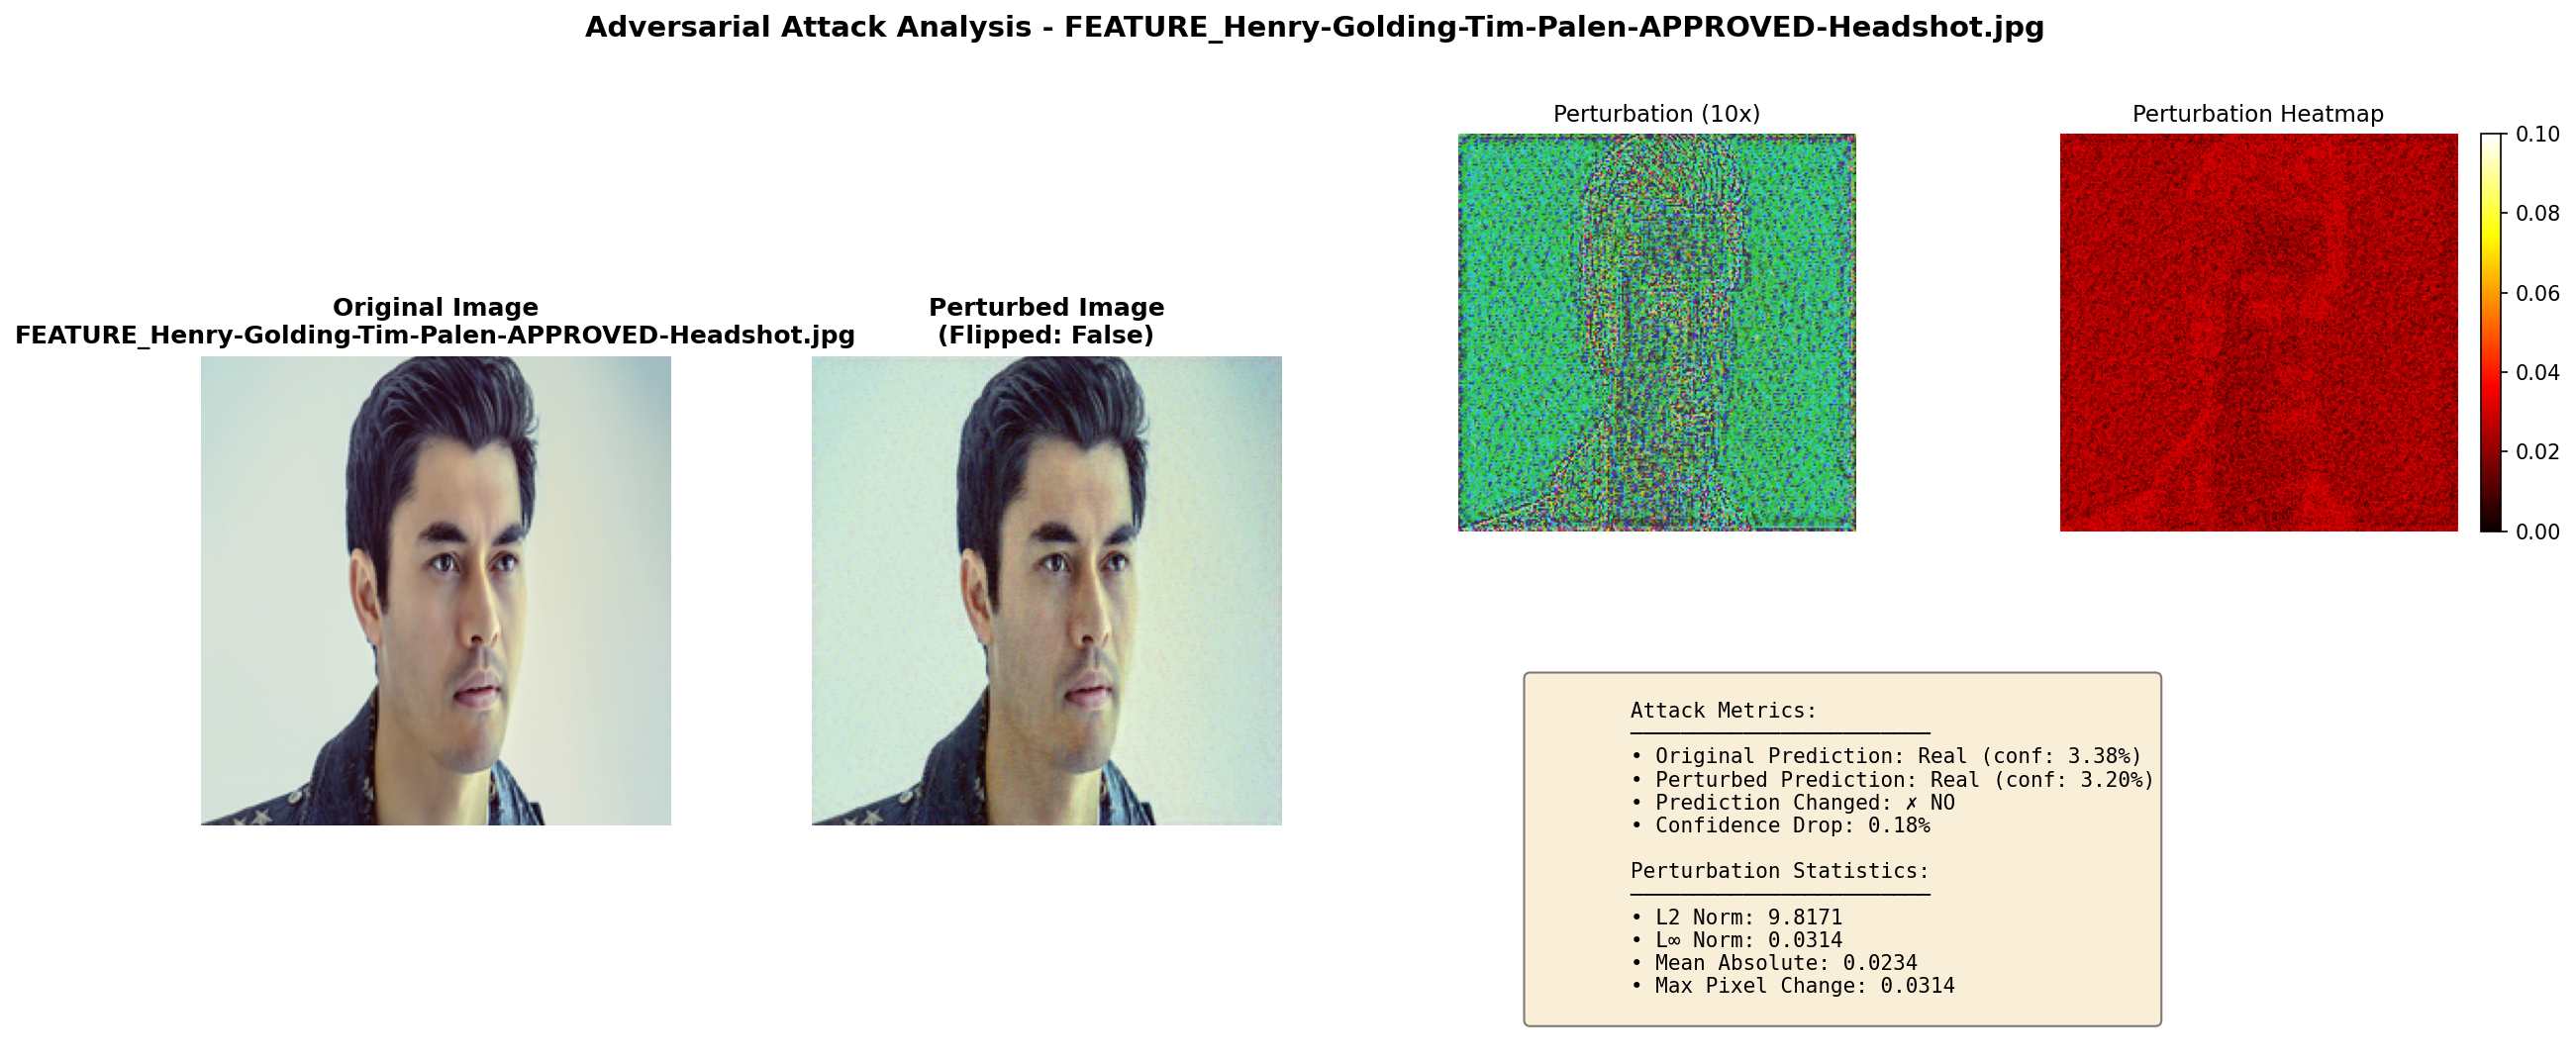 Adversarial Attack Analysis - FEATURE_Henry-Golding-Tim-Palen-APPROVED-Headshot.jpg
Original Image
FEATURE_Henry-Golding-Tim-Palen-APPROVED-Headshot.jpg
Perturbed Image
(Flipped: False)
Perturbation (10x)
Perturbation Heatmap
0.10
0.08
0.06
0.04
0.02
0.00
Attack Metrics:
────────────────────────
• Original Prediction: Real (conf: 3.38%)
• Perturbed Prediction: Real (conf: 3.20%)
• Prediction Changed: ✗ NO
• Confidence Drop: 0.18%
Perturbation Statistics:
────────────────────────
• L2 Norm: 9.8171
• L∞ Norm: 0.0314
• Mean Absolute: 0.0234
• Max Pixel Change: 0.0314